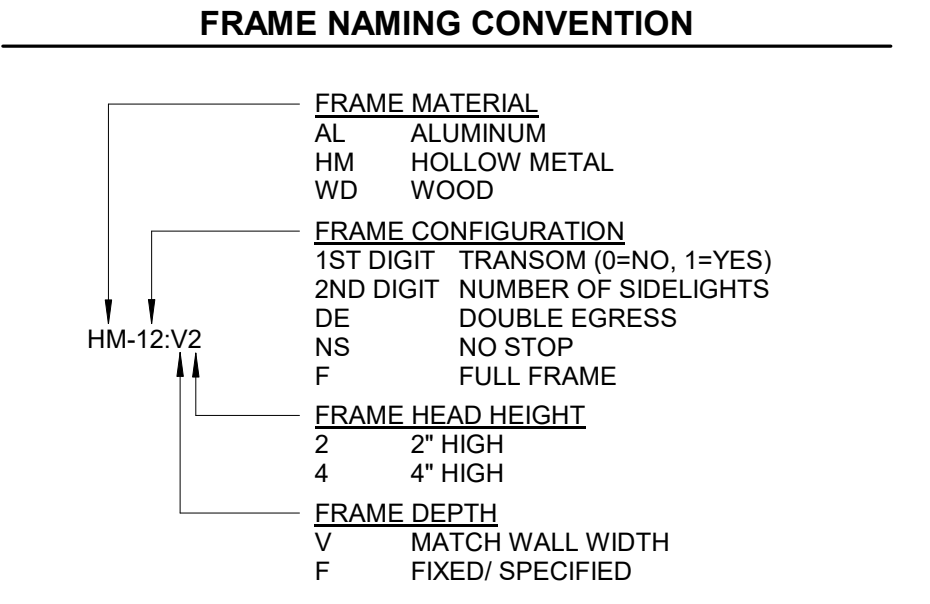 FRAME NAMING CONVENTION
FRAME MATERIAL
AL ALUMINUM
HM HOLLOW METAL
WD WOOD
FRAME CONFIGURATION
1ST DIGIT TRANSOM (0=NO, 1=YES)
2ND DIGIT NUMBER OF SIDELIGHTS
DE DOUBLE EGRESS
NS NO STOP
F FULL FRAME
HM-12:V2
FRAME HEAD HEIGHT
2 2" HIGH
4 4" HIGH
FRAME DEPTH
V MATCH WALL WIDTH
F FIXED/ SPECIFIED